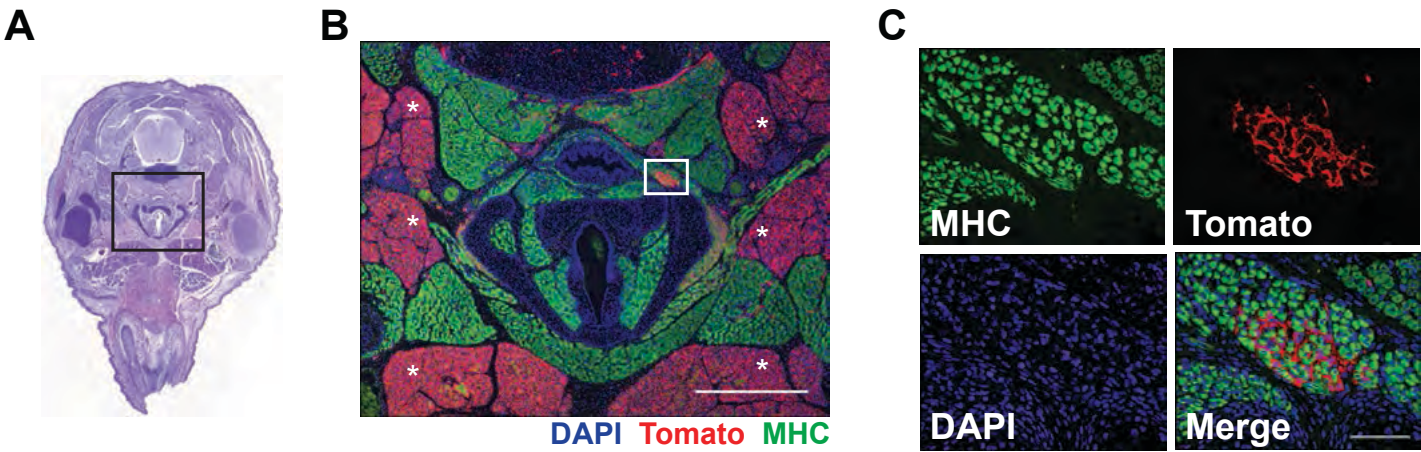 A
B
*
*
*
*
*
*
DAPI Tomato MHC
C
MHC
Tomato
DAPI
Merge